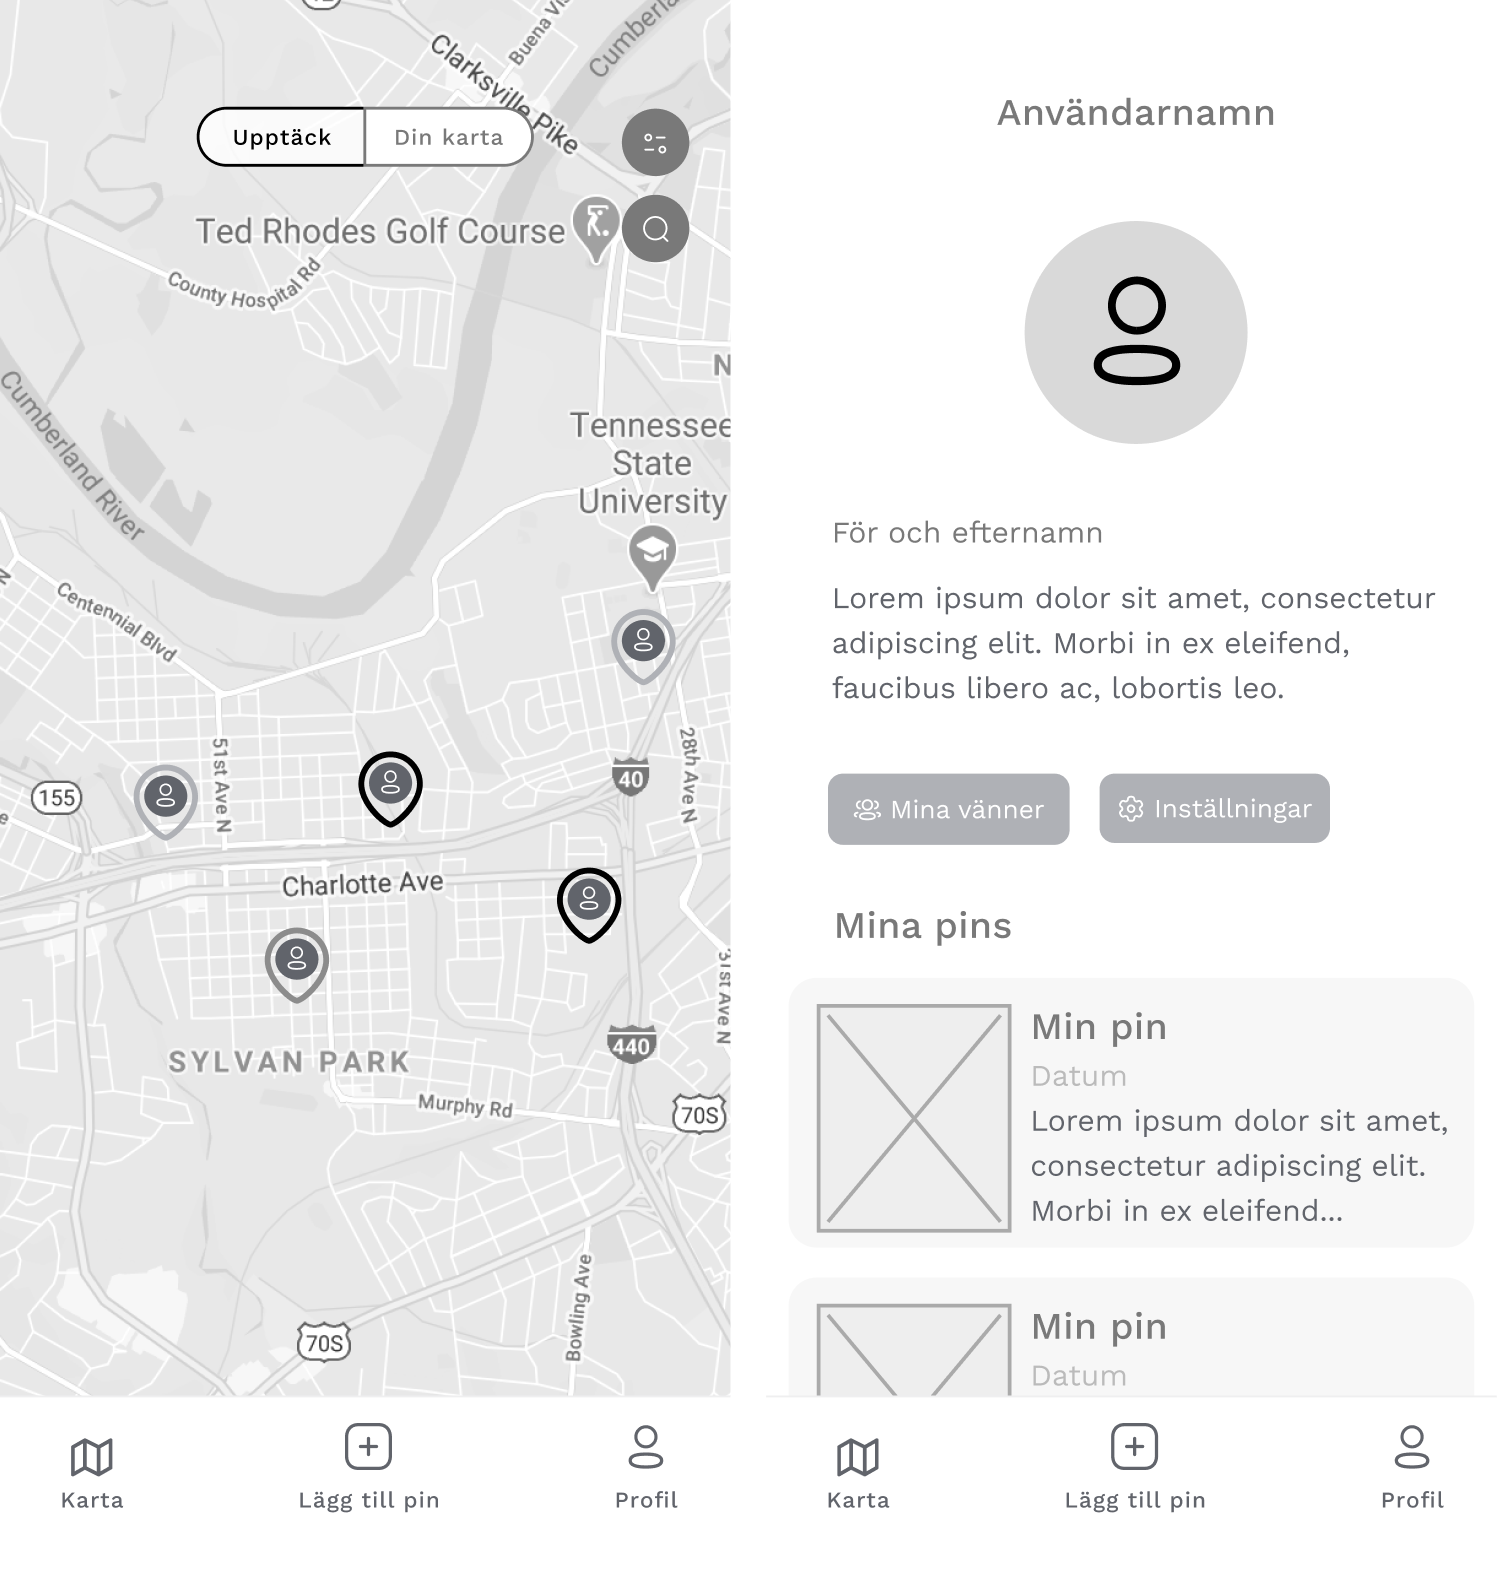 Clarksville Pike
Upptäck
Din karta
Ted Rhodes Golf Course
County Hospital Rd
N
Tennessee
State
University
Cumberland River
Centennial Blvd
51st Ave N
28th Ave N
40
155
Charlotte Ave
31st Ave N
440
SYLVAN PARK
Murphy Rd
70S
Bowling Ave
70S
Karta
Lägg till pin
Profil
Användarnamn
För och efternamn
Lorem ipsum dolor sit amet, consectetur
adipiscing elit. Morbi in ex eleifend,
faucibus libero ac, lobortis leo.
Mina vänner
Inställningar
Mina pins
Min pin
Datum
Lorem ipsum dolor sit amet,
consectetur adipiscing elit.
Morbi in ex eleifend...
Min pin
Datum
Karta
Lägg till pin
Profil